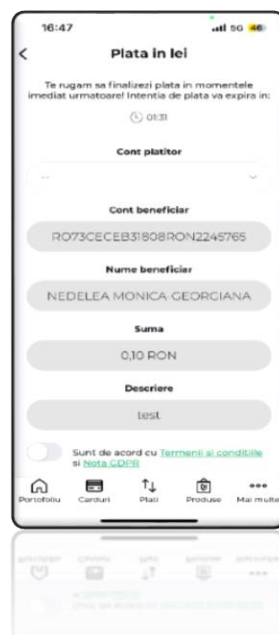 16:47
5G 46
Plata in lei
Te rugam sa finalizezi plata in momentele
imediat urmatoare! Intentia de plata va expira in:
01:31
Cont platitor
--
Cont beneficiar
RO73CECEB31808RON2245765
Nume beneficiar
NEDELEA MONICA-GEORGIANA
Suma
0,10 RON
Descriere
test
Sunt de acord cu Termenii si conditiile
si Nota GDPR
Portofoliu Carduri Plati Produse Mai multe